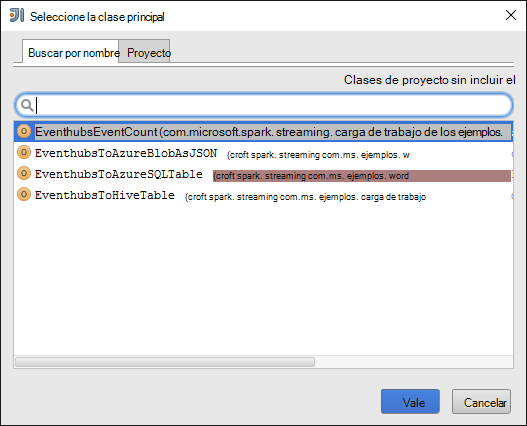 Seleccione la clase principal
Buscar por nombre Proyecto
Clases de proyecto sin incluir el
EventhubsEventCount (com.microsoft.spark. streaming. carga de trabajo de los ejemplos.
EventhubsToAzureBlobAsJSON (croft spark. streaming com.ms. ejemplos. w
EventhubsToAzureSQLTable (croft spark. streaming com.ms. ejemplos. word
EventhubsToHiveTable (croft spark. streaming com.ms. ejemplos. carga de trabajo
Vale Cancelar